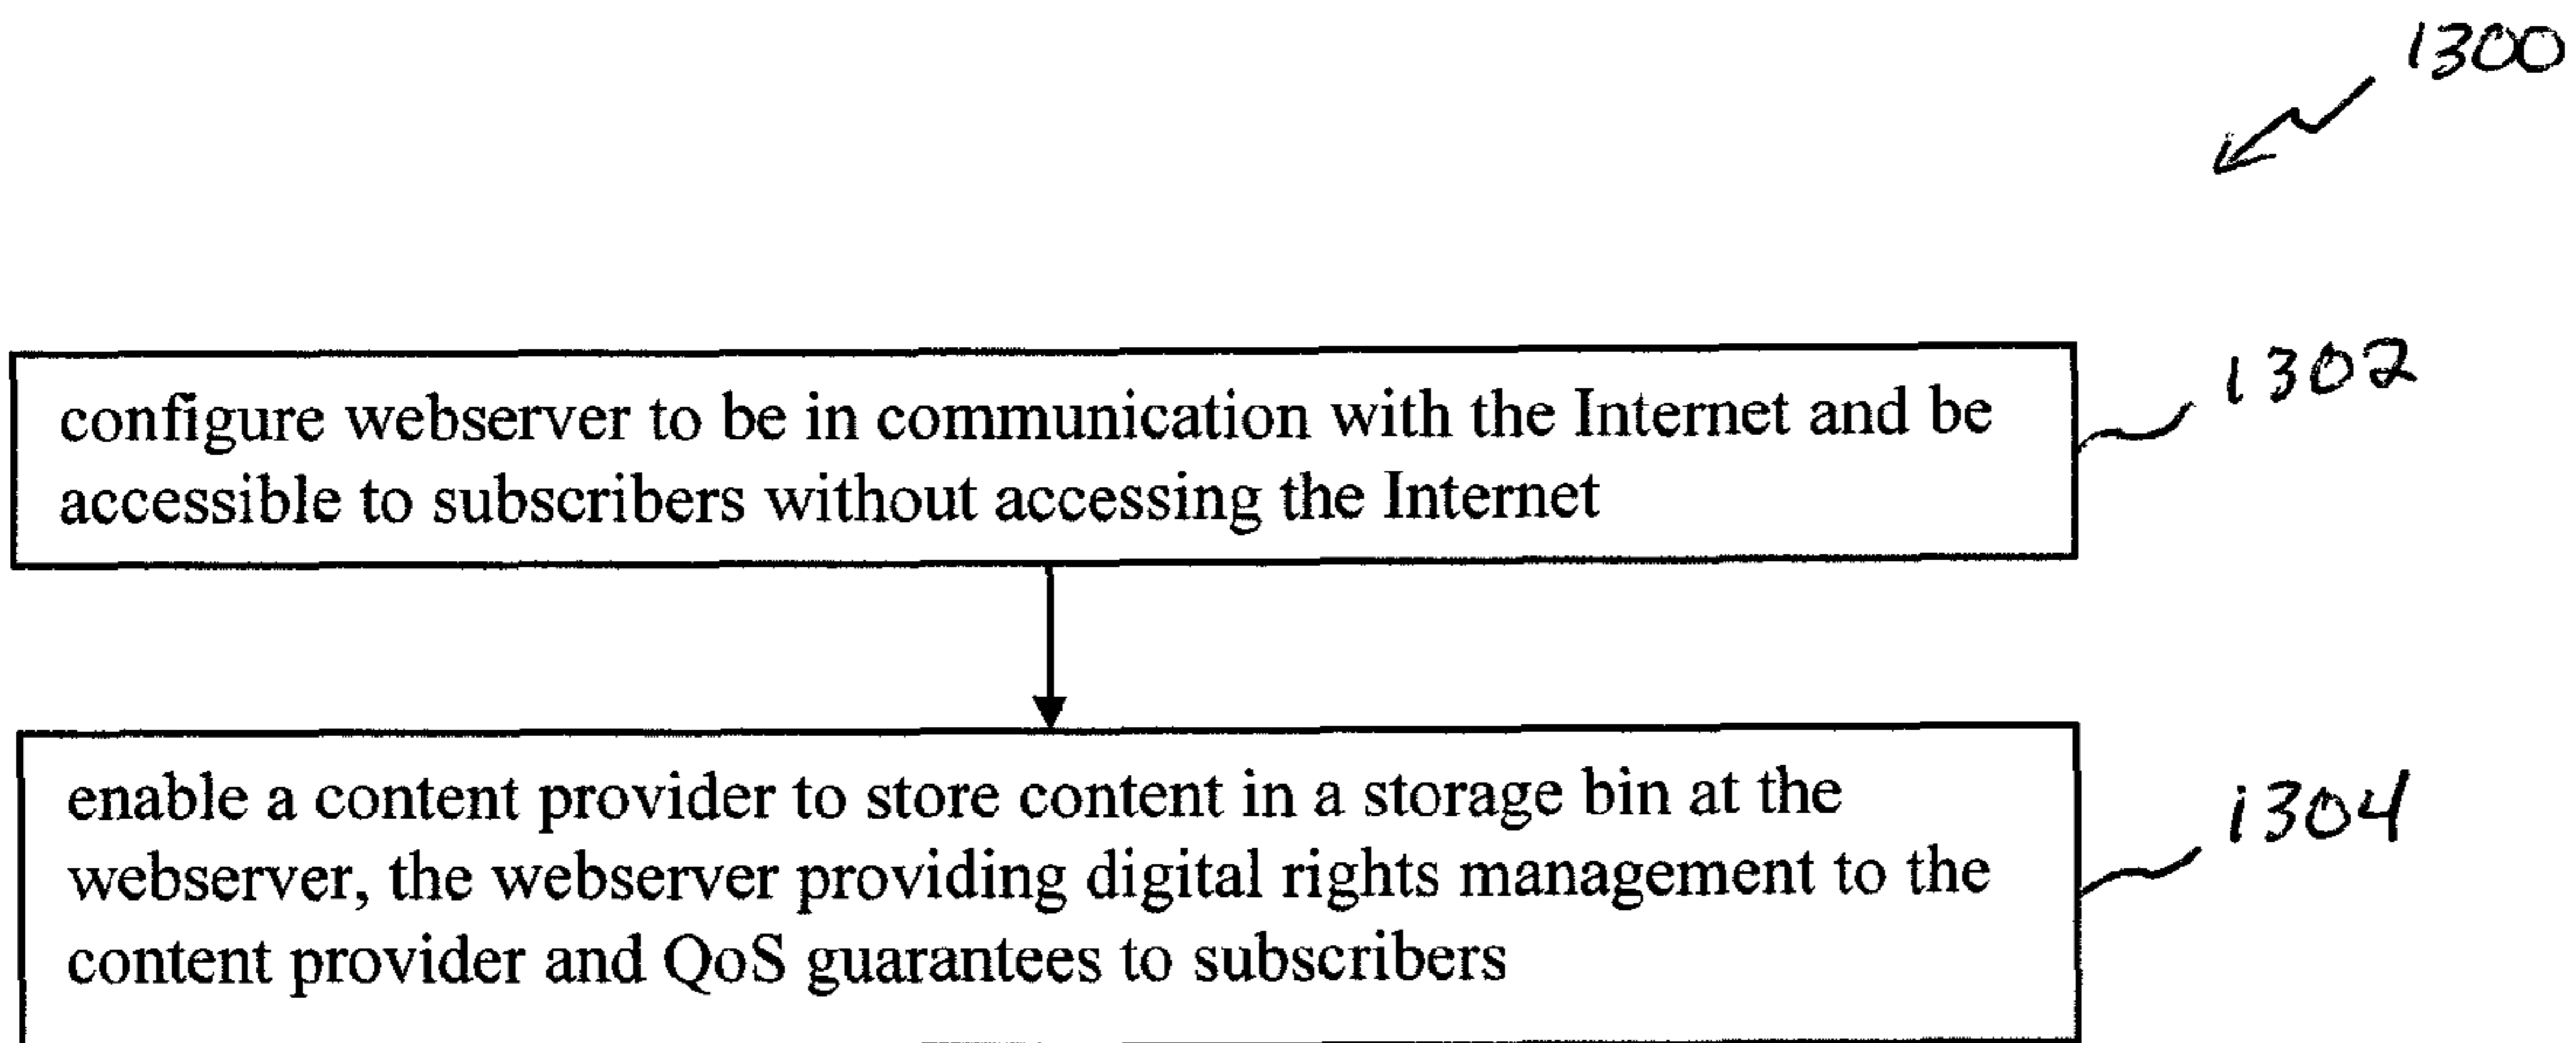 1300
configure webserver to be in communication with the Internet and be
accessible to subscribers without accessing the Internet
1302
enable a content provider to store content in a storage bin at the
webserver, the webserver providing digital rights management to the
content provider and QoS guarantees to subscribers
1304